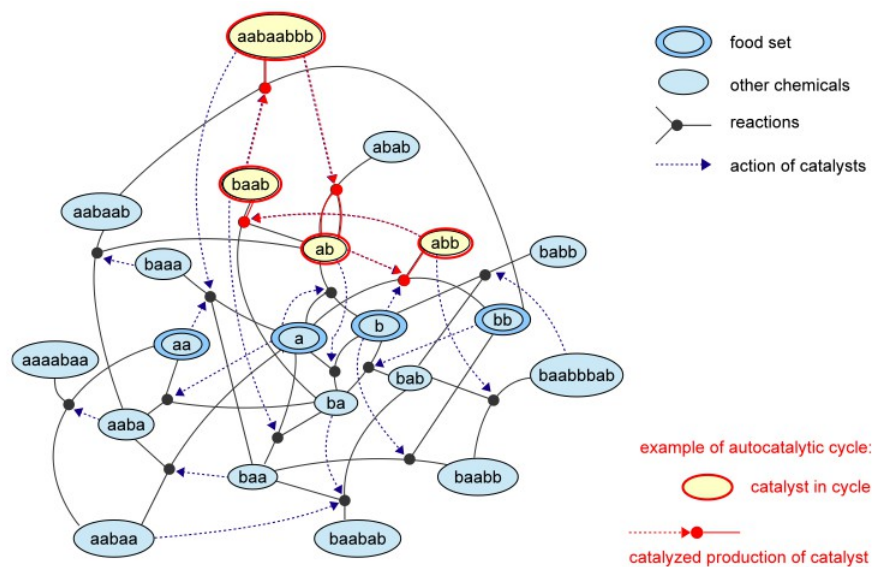 aabaabbb
food set
other chemicals
reactions
action of catalysts
abab
baab
aabaab
ab
abb
babb
baaa
aa
a
b
bb
aaaabaa
bab
baabbbab
ba
aaba
baa
baabb
aabaa
baabab
example of autocatalytic cycle:
catalyst in cycle
catalyzed production of catalyst